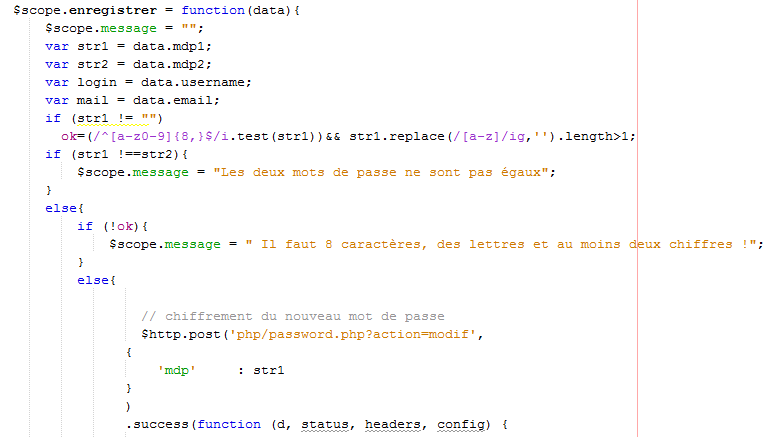 $scope.enregistrer = function(data){
$scope.message = "";
var str1 = data.mdp1;
var str2 = data.mdp2;
var login = data.username;
var mail = data.email;
if (str1 != "")
ok=(/^[a-z0-9]{8,}$/i.test(str1))&& str1.replace(/[a-z]/ig,'').length>1;
if (str1 !==str2){
$scope.message = "Les deux mots de passe ne sont pas égaux";
}
else{
if (!ok){
$scope.message = " Il faut 8 caractères, des lettres et au moins deux chiffres !";
}
else{
// chiffrement du nouveau mot de passe
$http.post('php/password.php?action=modif',
{
'mdp' : str1
}
)
.success(function (d, status, headers, config) {